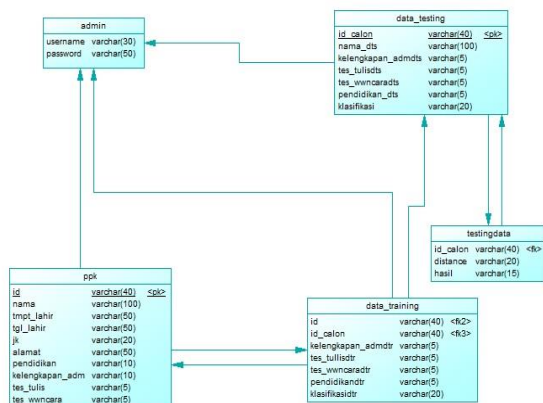 admin
username varchar(30)
password varchar(50)
data_testing
id_calon varchar(40) <pk>
nama_dts varchar(100)
kelengkapan_admdts varchar(5)
tes_tulisdts varchar(5)
tes_wwncaradts varchar(5)
pendidikan_dts varchar(5)
klasifikasi varchar(20)
testingdata
id_calon varchar(40) <fk>
distance varchar(20)
hasil varchar(15)
ppk
id varchar(40) <pk>
nama varchar(100)
tmpt_lahir varchar(50)
tgl_lahir varchar(50)
jk varchar(20)
alamat varchar(50)
pendidikan varchar(10)
kelengkapan_adm varchar(10)
tes_tulis varchar(5)
tes_wwncara varchar(5)
data_training
id varchar(40) <fk2>
id_calon varchar(40) <fk3>
kelengkapan_admdtr varchar(5)
tes_tullisdtr varchar(5)
tes_wwncaradtr varchar(5)
pendidikandtr varchar(5)
klasifikasidtr varchar(20)